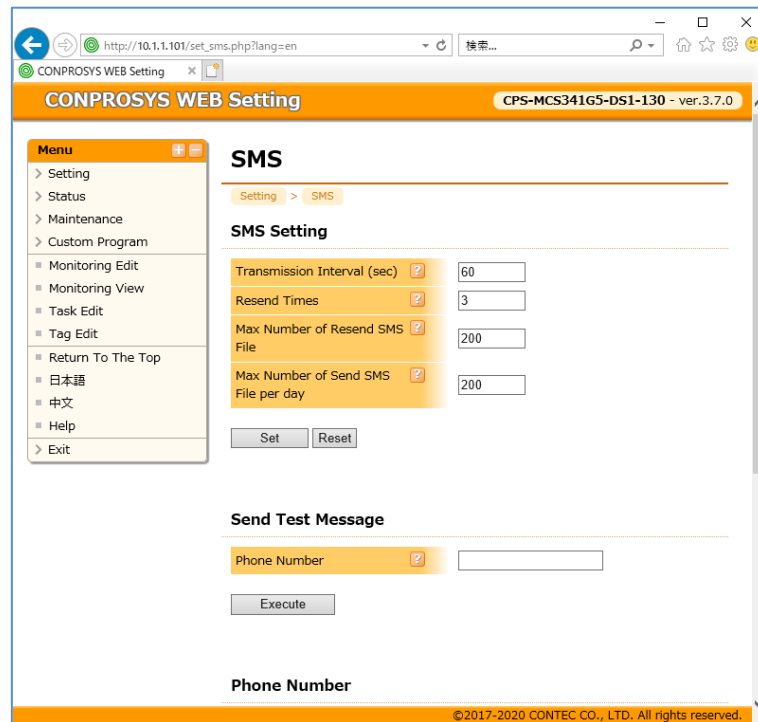 http://10.1.1.101/set_sms.php?lang=en
検索...
CONPROSYS WEB Setting
CONPROSYS WEB Setting
CPS-MCS341G5-DS1-130 - ver.3.7.0
Menu
Setting
Status
Maintenance
Custom Program
Monitoring Edit
Monitoring View
Task Edit
Tag Edit
Return To The Top
日本語
中文
Help
Exit
SMS
Setting > SMS
SMS Setting
Transmission Interval (sec) ? 60
Resend Times ? 3
Max Number of Resend SMS File ? 200
Max Number of Send SMS File per day ? 200
Set Reset
Send Test Message
Phone Number ?
Execute
Phone Number
©2017-2020 CONTEC CO., LTD. All rights reserved.